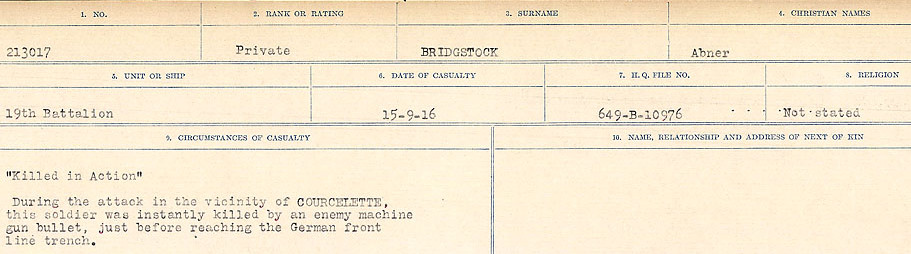 1. NO. 2. RANK OR RATING 3. SURNAME 4. CHRISTIAN NAMES
213017 Private BRIDGSTOCK Abner
5. UNIT OR SHIP 6. DATE OF CASUALTY 7. H.Q. FILE NO. 8. RELIGION
19th Battalion 15-9-16 649-B-10976 Not stated
9. CIRCUMSTANCES OF CASUALTY 10. NAME, RELATIONSHIP AND ADDRESS OF NEXT OF KIN
"Killed in Action"
During the attack in the vicinity of COURCELETTE,
this soldier was instantly killed by an enemy machine
gun bullet, just before reaching the German front
line trench.